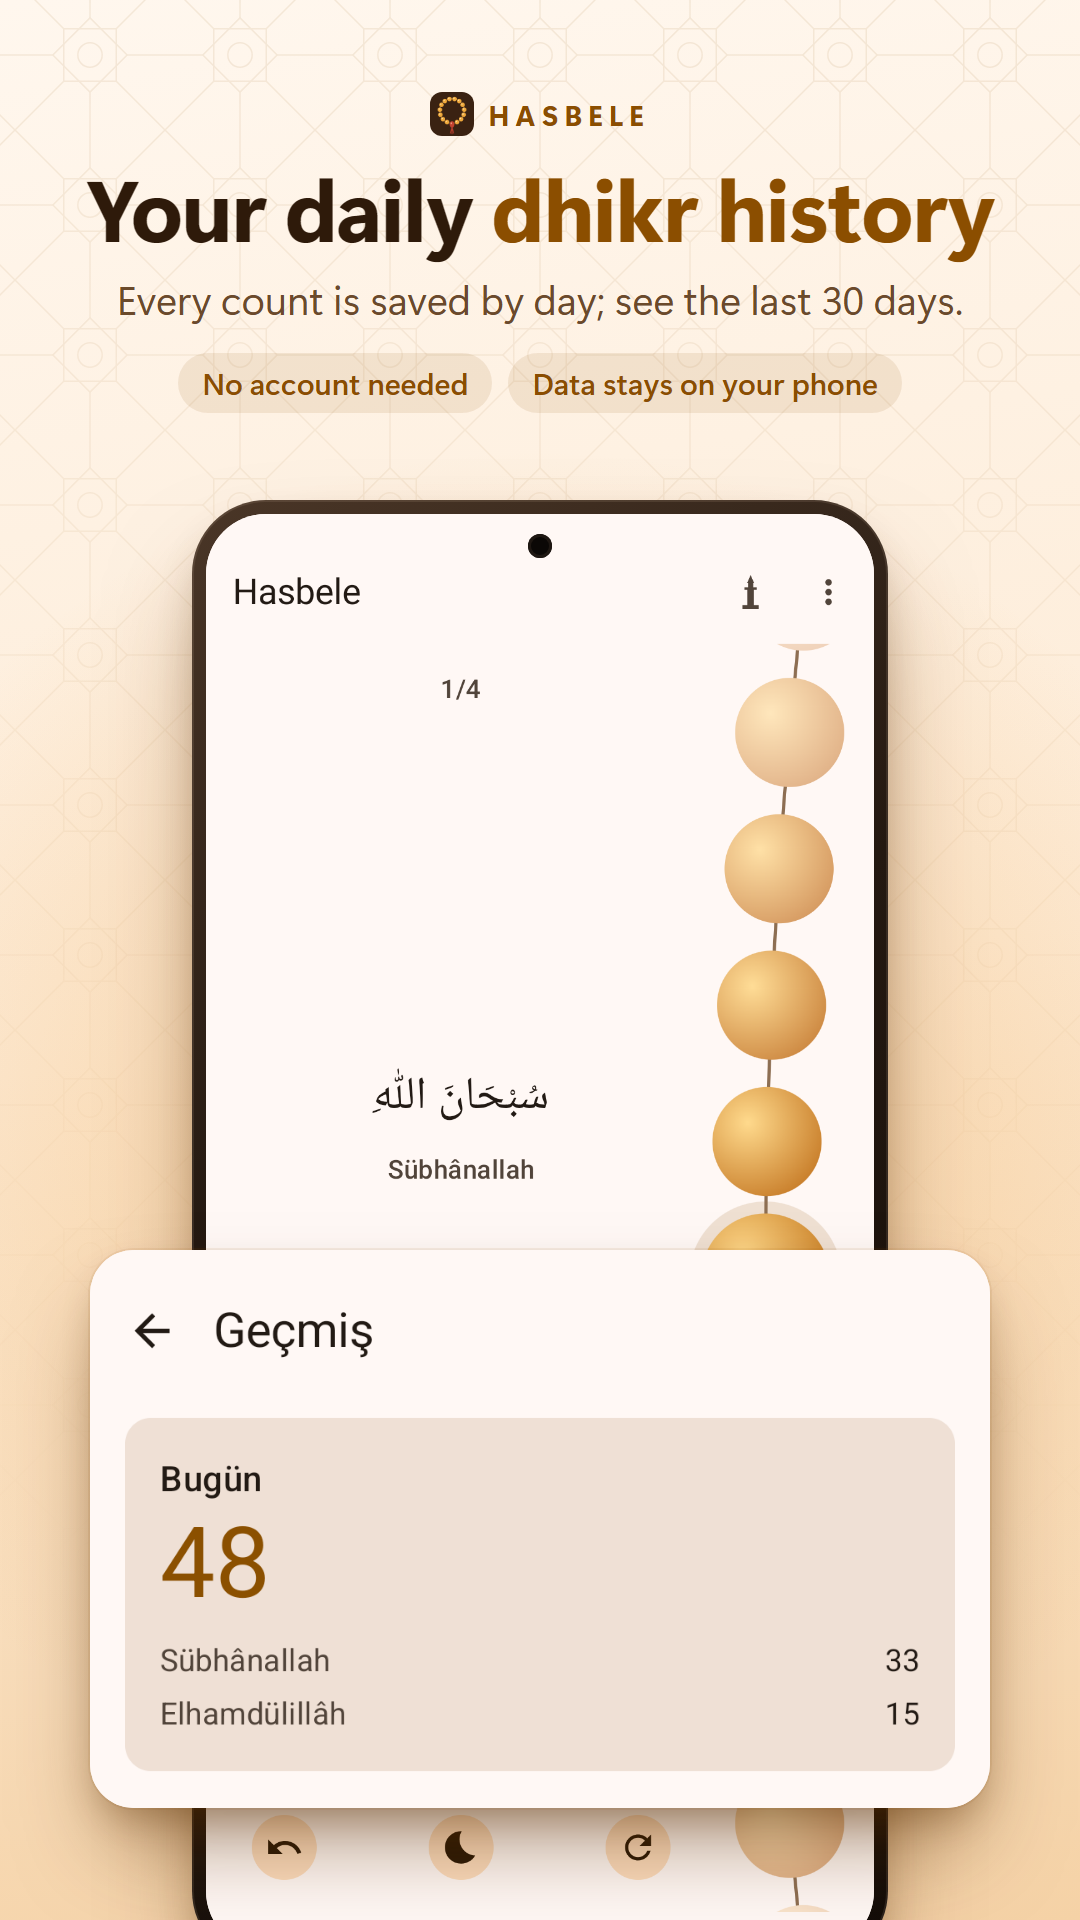 HASBELE
Your daily dhikr history
Every count is saved by day; see the last 30 days.
No account needed
Data stays on your phone
Hasbele
1/4
سُبْحَانَ اللّٰهِ
Sübhânallah
Geçmiş
Bugün
48
Sübhânallah 33
Elhamdülillâh 15